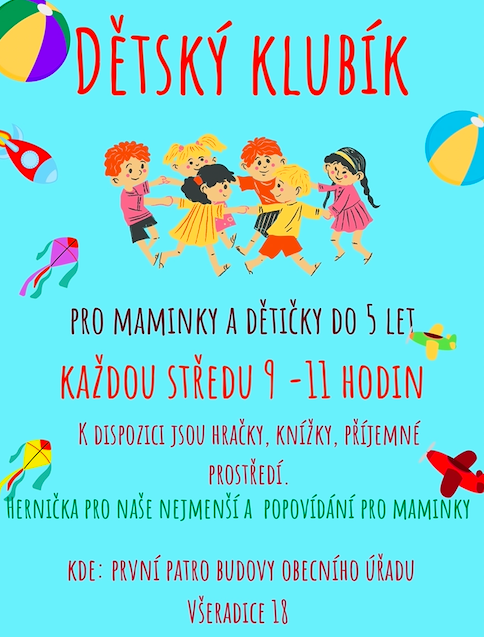 Dětský klubík
pro maminky a dětičky do 5 let
každou středu 9 -11 hodin
K dispozici jsou hračky, knížky, příjemné
prostředí.
Hernička pro naše nejmenší a popovídání pro maminky
kde: první patro budovy obecního úřadu
Všeradice 18